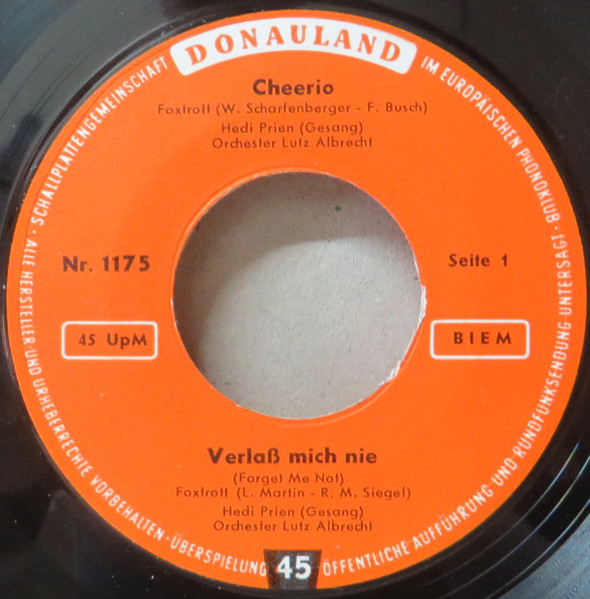 DONAULAND
SCHALLPLATTENGEMEINSCHAFT
IM EUROPÄISCHEN PHONOKLUB
Cheerio
Foxtrott (W. Scharfenberger - F. Busch)
Hedi Prien (Gesang)
Orchester Lutz Albrecht
Nr. 1175
Seite 1
45 UpM
BIEM
Verlaß mich nie
(Forget Me Not)
Foxtrott (L. Martin - R. M. Siegel)
Hedi Prien (Gesang)
Orchester Lutz Albrecht
· ALLE HERSTELLER- UND URHEBERRECHTE VORBEHALTEN · ÜBERSPIELUNG
45
ÖFFENTLICHE AUFFÜHRUNG UND RUNDFUNKSENDUNG UNTERSAGT ·